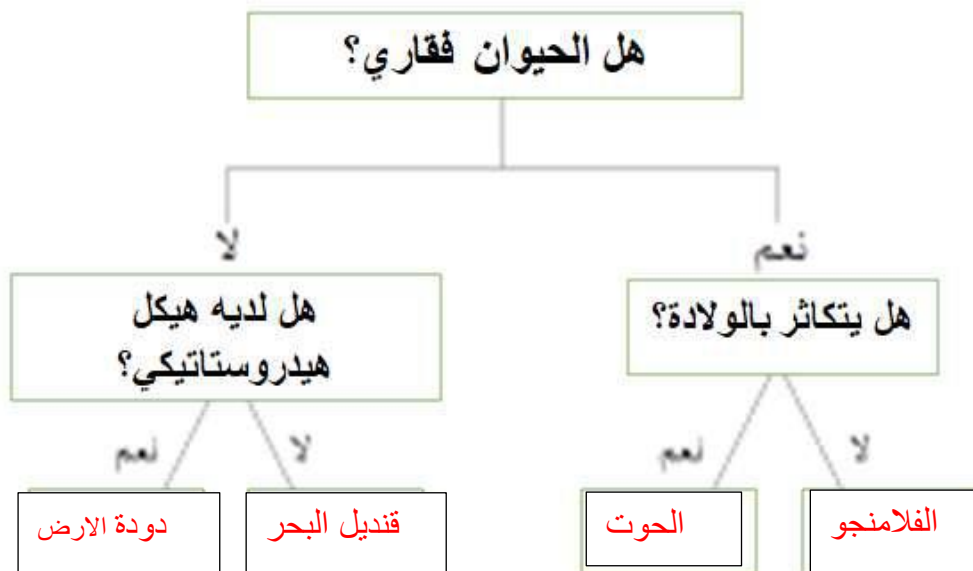 هل الحيوان فقاري؟
نعم
لا
هل يتكاثر بالولادة؟
هل لديه هيكل
هيدروستاتيكي؟
لا
نعم
لا
نعم
الفلامنجو
الحوت
قنديل البحر
دودة الارض